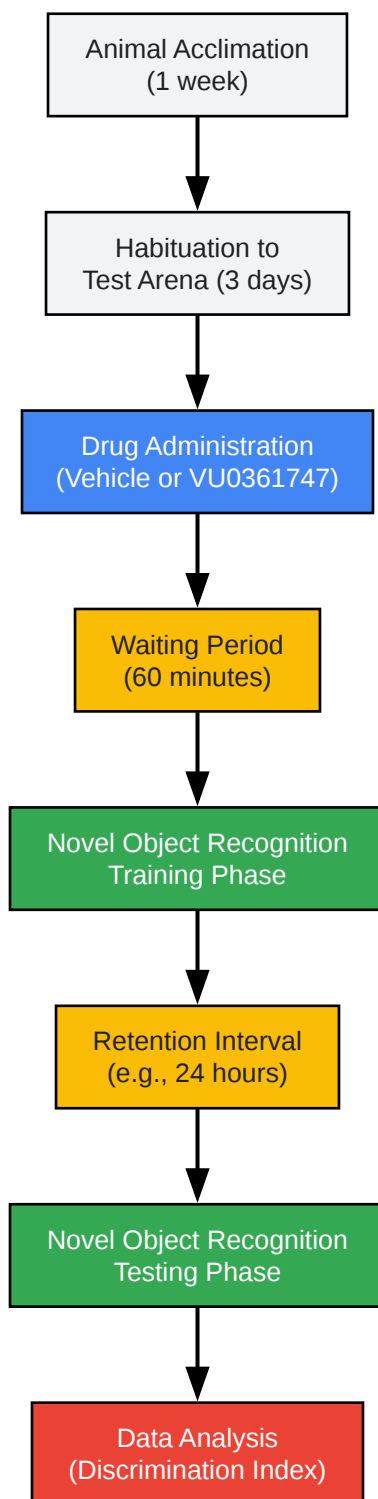 Animal Acclimation
(1 week)
Habituation to
Test Arena (3 days)
Drug Administration
(Vehicle or VU0361747)
Waiting Period
(60 minutes)
Novel Object Recognition
Training Phase
Retention Interval
(e.g., 24 hours)
Novel Object Recognition
Testing Phase
Data Analysis
(Discrimination Index)